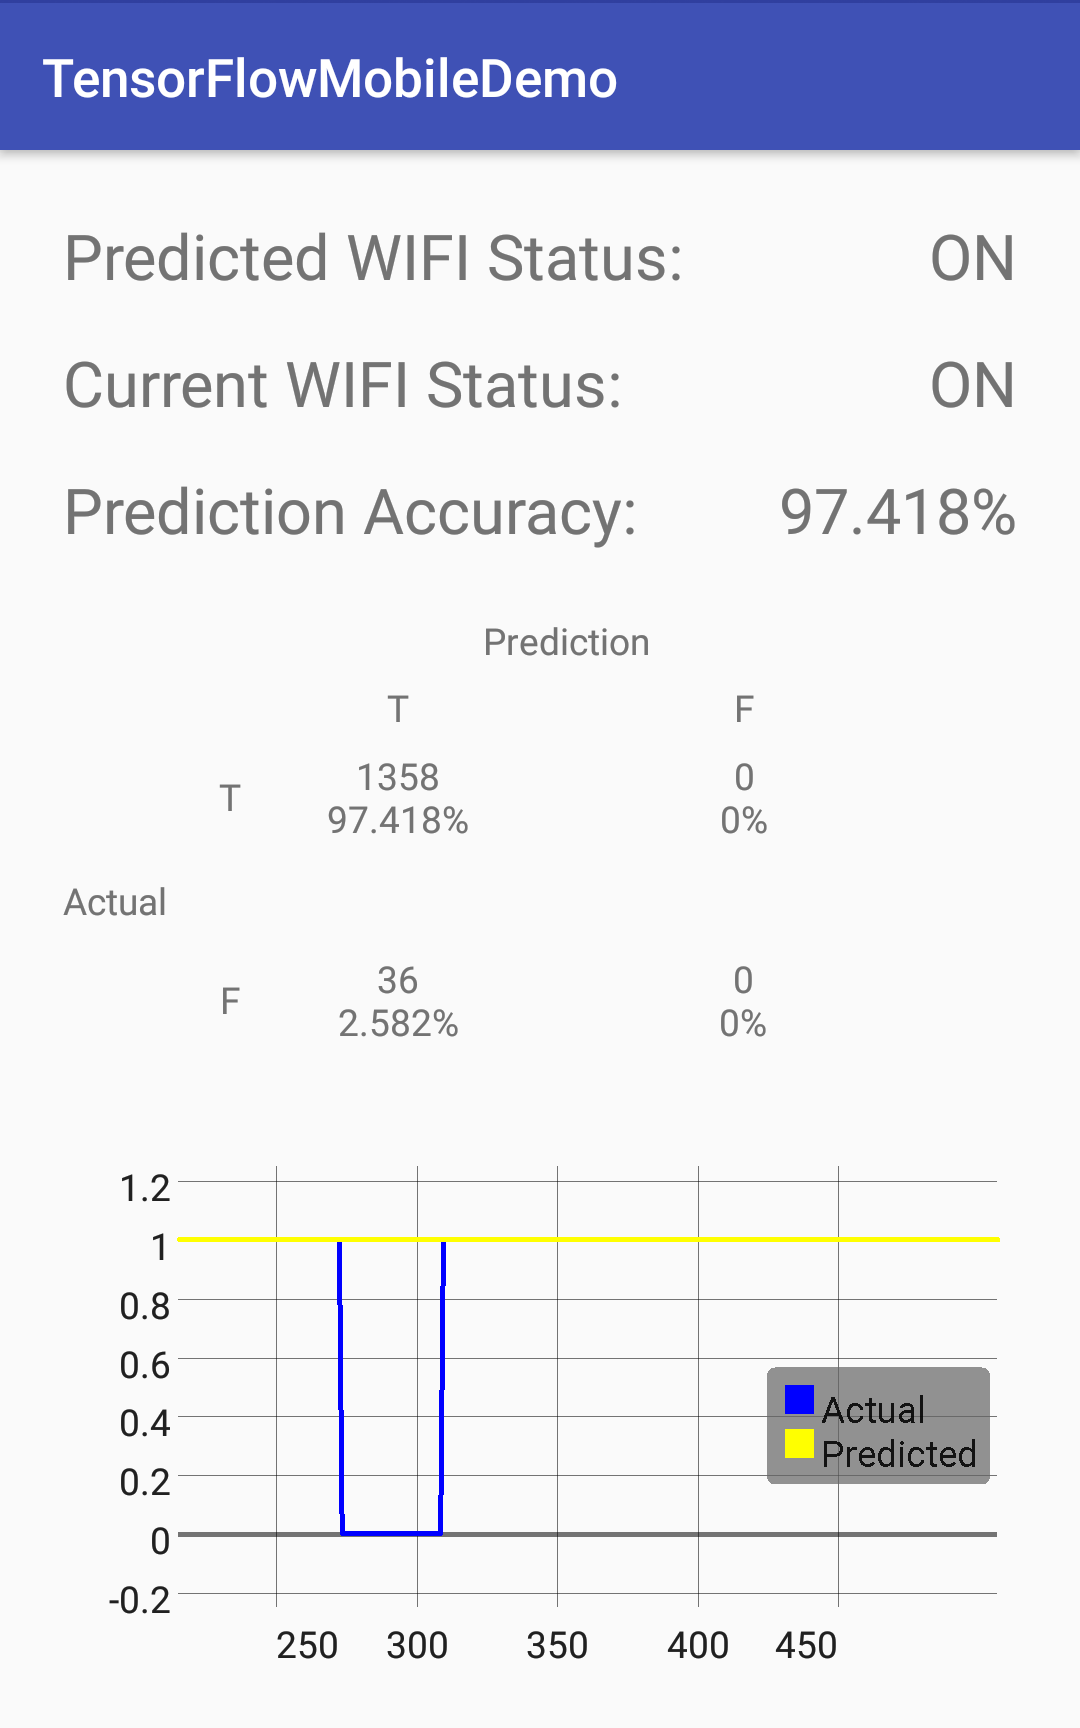 TensorFlowMobileDemo
Predicted WIFI Status: ON
Current WIFI Status: ON
Prediction Accuracy: 97.418%
Prediction
T F
T 1358 0
97.418% 0%
Actual
F 36 0
2.582% 0%
1.2
1
0.8
0.6
0.4
0.2
0
-0.2
Actual
Predicted
250 300 350 400 450